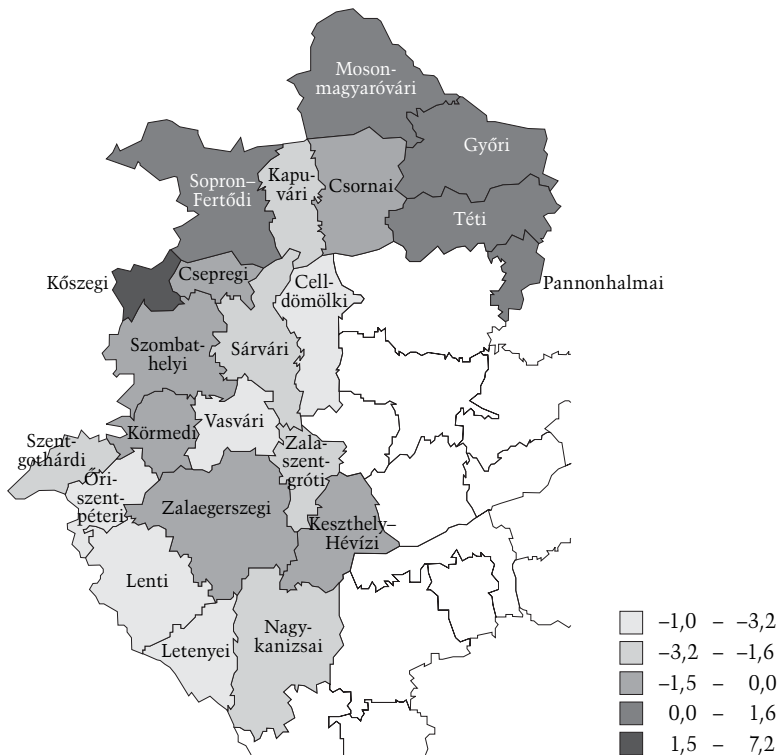 Moson-
magyaróvári
Győri
Kapu-
vári
Csornai
Sopron–
Fertődi
Téti
Kőszegi
Csepregi
Cell-
dömölki
Pannonhalmai
Szombat-
helyi
Sárvári
Vasvári
Körmedi
Szent-
gothárdi
Zala-
szent-
gróti
Őri-
szent-
péteri
Zalaegerszegi
Keszthely–
Hévízi
Lenti
Nagy-
kanizsai
Letenyei
–1,0 – –3,2
–3,2 – –1,6
–1,5 – 0,0
0,0 – 1,6
1,5 – 7,2